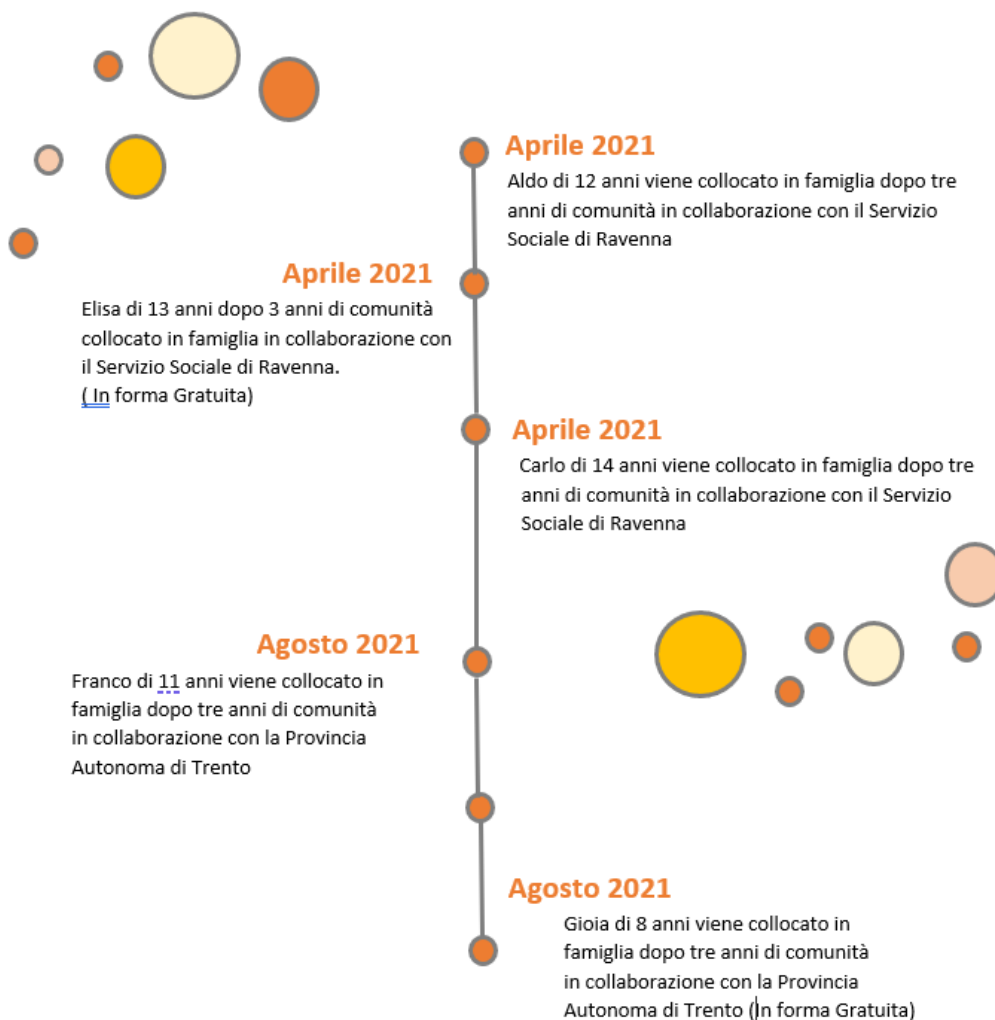 Aprile 2021
Aldo di 12 anni viene collocato in famiglia dopo tre
anni di comunità in collaborazione con il Servizio
Sociale di Ravenna
Aprile 2021
Elisa di 13 anni dopo 3 anni di comunità
collocato in famiglia in collaborazione con
il Servizio Sociale di Ravenna.
( In forma Gratuita)
Aprile 2021
Carlo di 14 anni viene collocato in famiglia dopo tre
anni di comunità in collaborazione con il Servizio
Sociale di Ravenna
Agosto 2021
Franco di 11 anni viene collocato in
famiglia dopo tre anni di comunità
in collaborazione con la Provincia
Autonoma di Trento
Agosto 2021
Gioia di 8 anni viene collocato in
famiglia dopo tre anni di comunità
in collaborazione con la Provincia
Autonoma di Trento (In forma Gratuita)